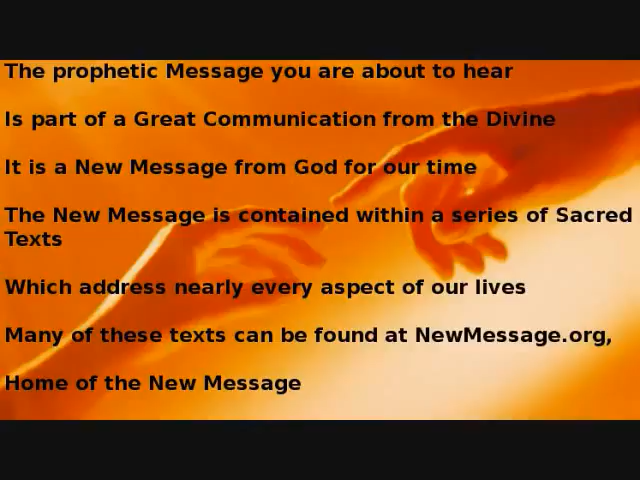 The prophetic Message you are about to hear
Is part of a Great Communication from the Divine
It is a New Message from God for our time
The New Message is contained within a series of Sacred
Texts
Which address nearly every aspect of our lives
Many of these texts can be found at NewMessage.org,
Home of the New Message